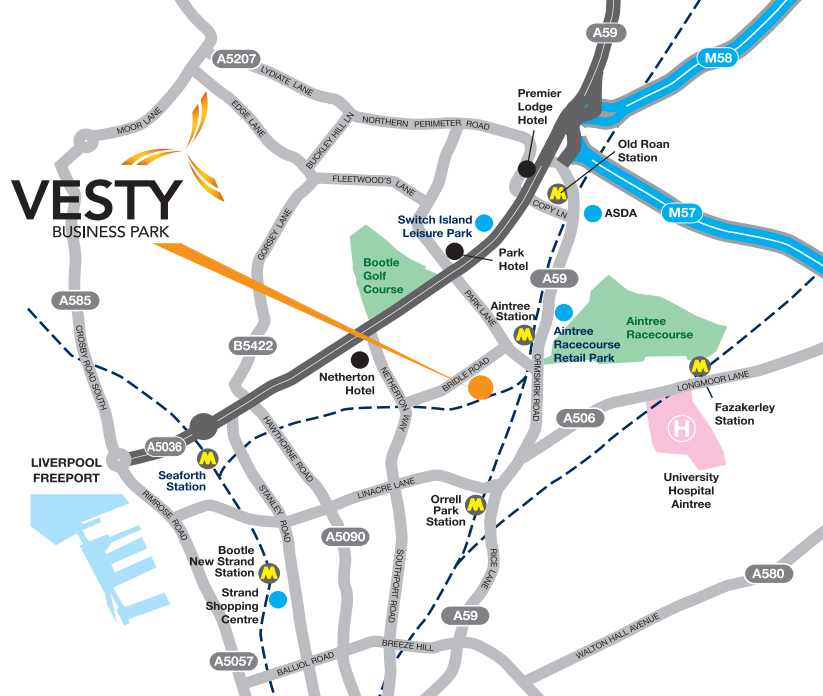 A59
M58
A5207
LYDIATE LANE
Premier
Lodge
Hotel
MOOR LANE
EDGE LANE
BUCKLEY HILL LN
NORTHERN PERIMETER ROAD
Old Roan
Station
VESTY
BUSINESS PARK
FLEETWOOD'S LANE
COPY LN
M57
ASDA
Switch Island
Leisure Park
GORSEY LANE
Park
Hotel
Bootle
Golf
Course
A59
A585
PARK LANE
Aintree
Station
Aintree
Racecourse
Aintree
Racecourse
Retail Park
CROSBY ROAD SOUTH
B5422
Netherton
Hotel
NETHERTON WAY
BRIDLE ROAD
ORMSKIRK ROAD
LONGMOOR LANE
Fazakerley
Station
A506
H
A5036
HAWTHORNE ROAD
LIVERPOOL
FREEPORT
Seaforth
Station
University
Hospital
Aintree
RIMROSE ROAD
STANLEY ROAD
LINACRE LANE
Orrell
Park
Station
A5090
Bootle
New Strand
Station
SOUTHPORT ROAD
RICE LANE
A580
Strand
Shopping
Centre
A59
WALTON HALL AVENUE
BREEZE HILL
A5057
BALLIOL ROAD